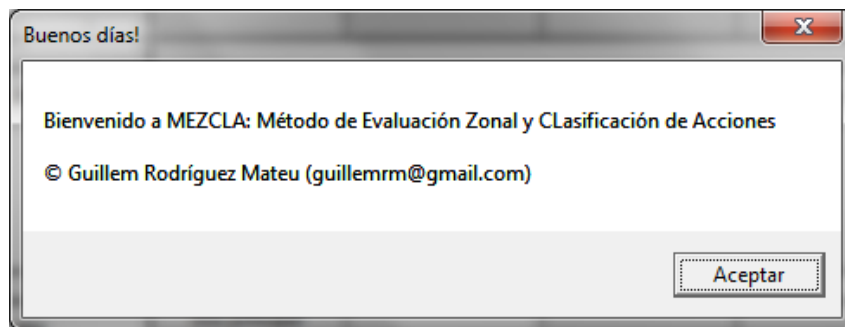 Buenos días!
Bienvenido a MEZCLA: Método de Evaluación Zonal y CLasificación de Acciones
© Guillem Rodríguez Mateu (guillemrm@gmail.com)
Aceptar